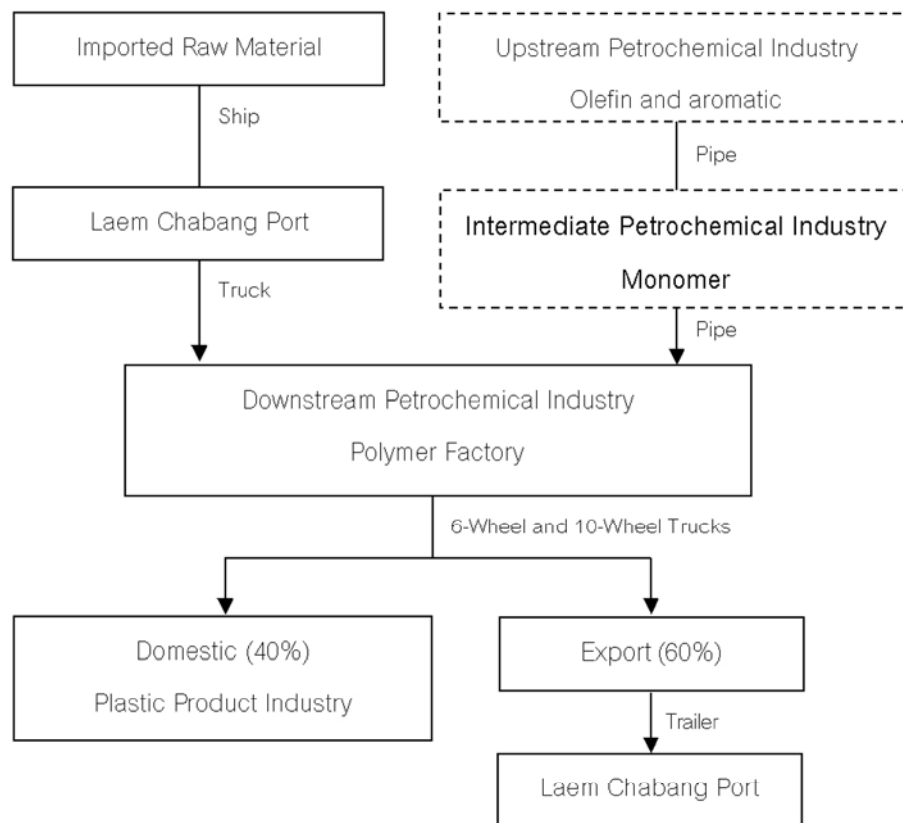 Imported Raw Material
Upstream Petrochemical Industry
Olefin and aromatic
Ship
Pipe
Laem Chabang Port
Intermediate Petrochemical Industry
Monomer
Truck
Pipe
Downstream Petrochemical Industry
Polymer Factory
6-Wheel and 10-Wheel Trucks
Domestic (40%)
Plastic Product Industry
Export (60%)
Trailer
Laem Chabang Port